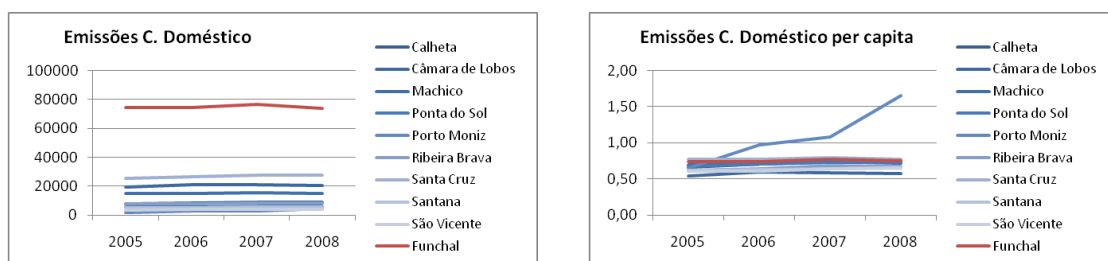 Emissões C. Doméstico
100000
80000
60000
40000
20000
0
2005 2006 2007 2008
Calheta
Câmara de Lobos
Machico
Ponta do Sol
Porto Moniz
Ribeira Brava
Santa Cruz
Santana
São Vicente
Funchal
Emissões C. Doméstico per capita
2,00
1,50
1,00
0,50
0,00
2005 2006 2007 2008
Calheta
Câmara de Lobos
Machico
Ponta do Sol
Porto Moniz
Ribeira Brava
Santa Cruz
Santana
São Vicente
Funchal